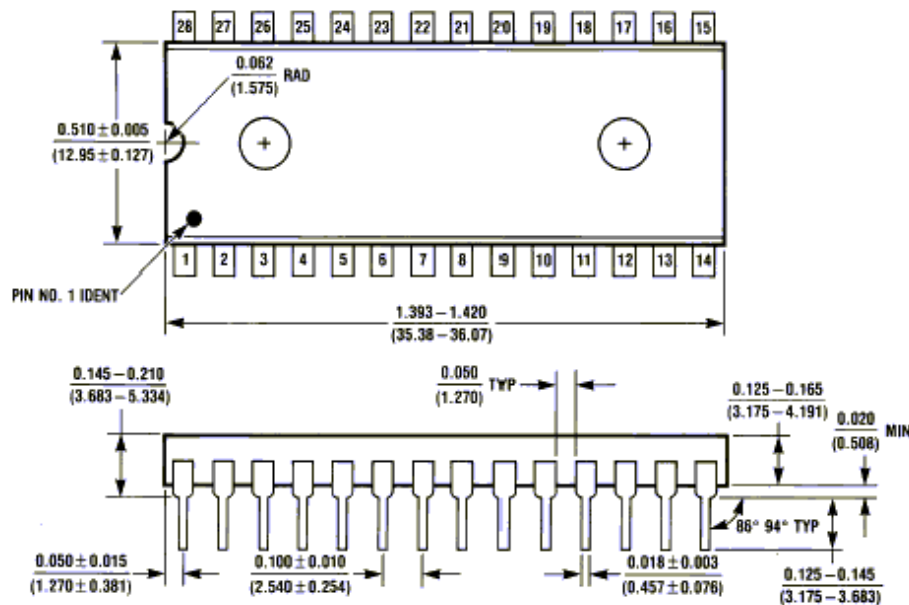 28 27 26 25 24 23 22 21 20 19 18 17 16 15
0.062
(1.575)
RAD
0.510 ± 0.005
(12.95 ± 0.127)
1 2 3 4 5 6 7 8 9 10 11 12 13 14
PIN NO. 1 IDENT
1.393 – 1.420
(35.38 – 36.07)
0.145 – 0.210
(3.683 – 5.334)
0.050
(1.270)
TYP
0.125 – 0.165
(3.175 – 4.191)
0.020
(0.508)
MIN
86° 94° TYP
0.050 ± 0.015
(1.270 ± 0.381)
0.100 ± 0.010
(2.540 ± 0.254)
0.018 ± 0.003
(0.457 ± 0.076)
0.125 – 0.145
(3.175 – 3.683)